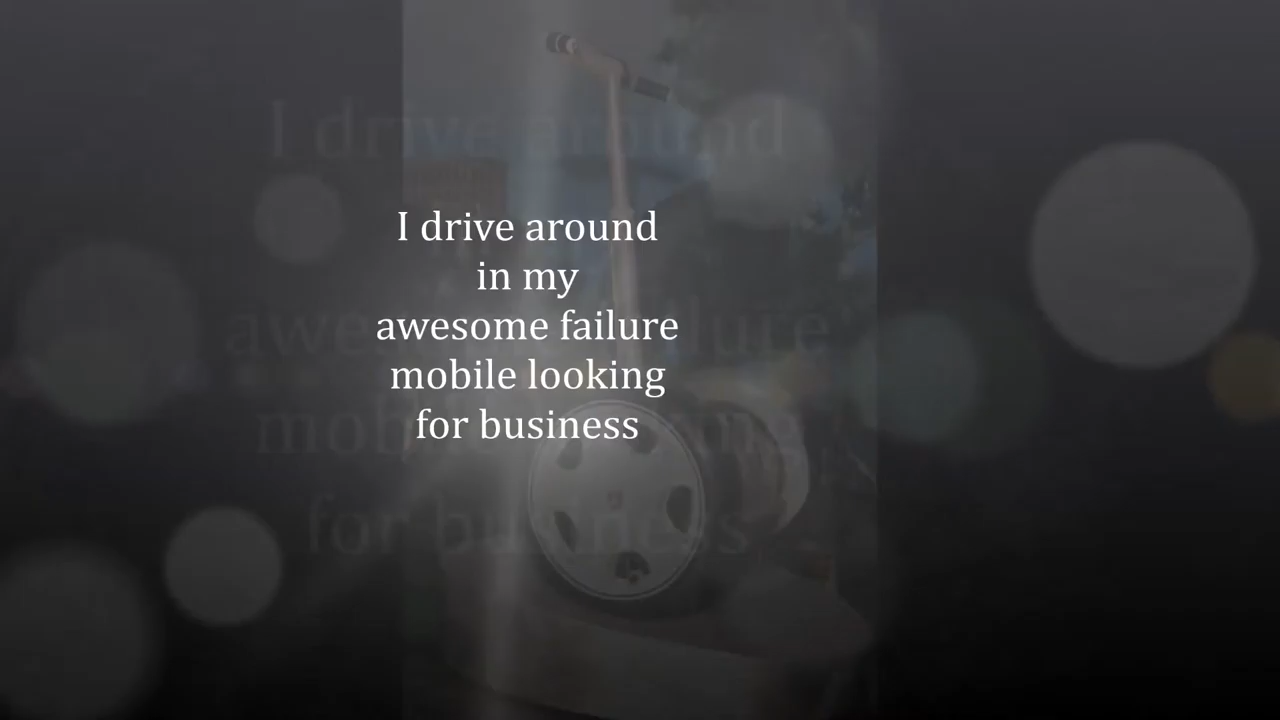 I drive around
in my
awesome failure
mobile looking
for business